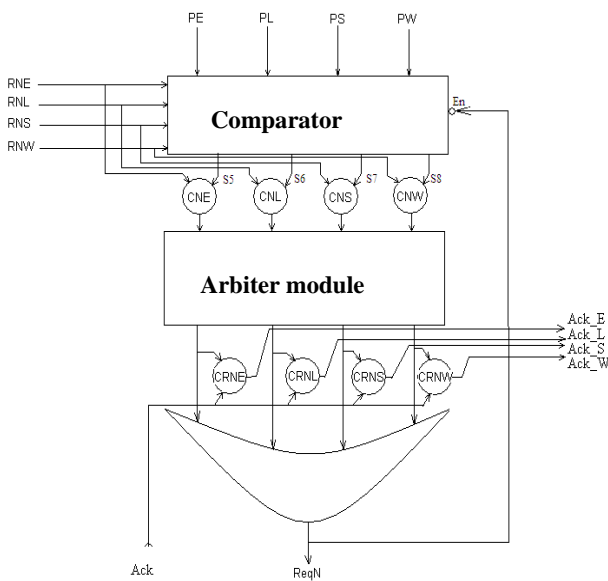 PE PL PS PW
RNE
RNL
RNS
RNW
En
Comparator
S5 S6 S7 S8
CNE CNL CNS CNW
Arbiter module
Ack_E
Ack_L
Ack_S
Ack_W
CRNE CRNL CRNS CRNW
Ack
ReqN